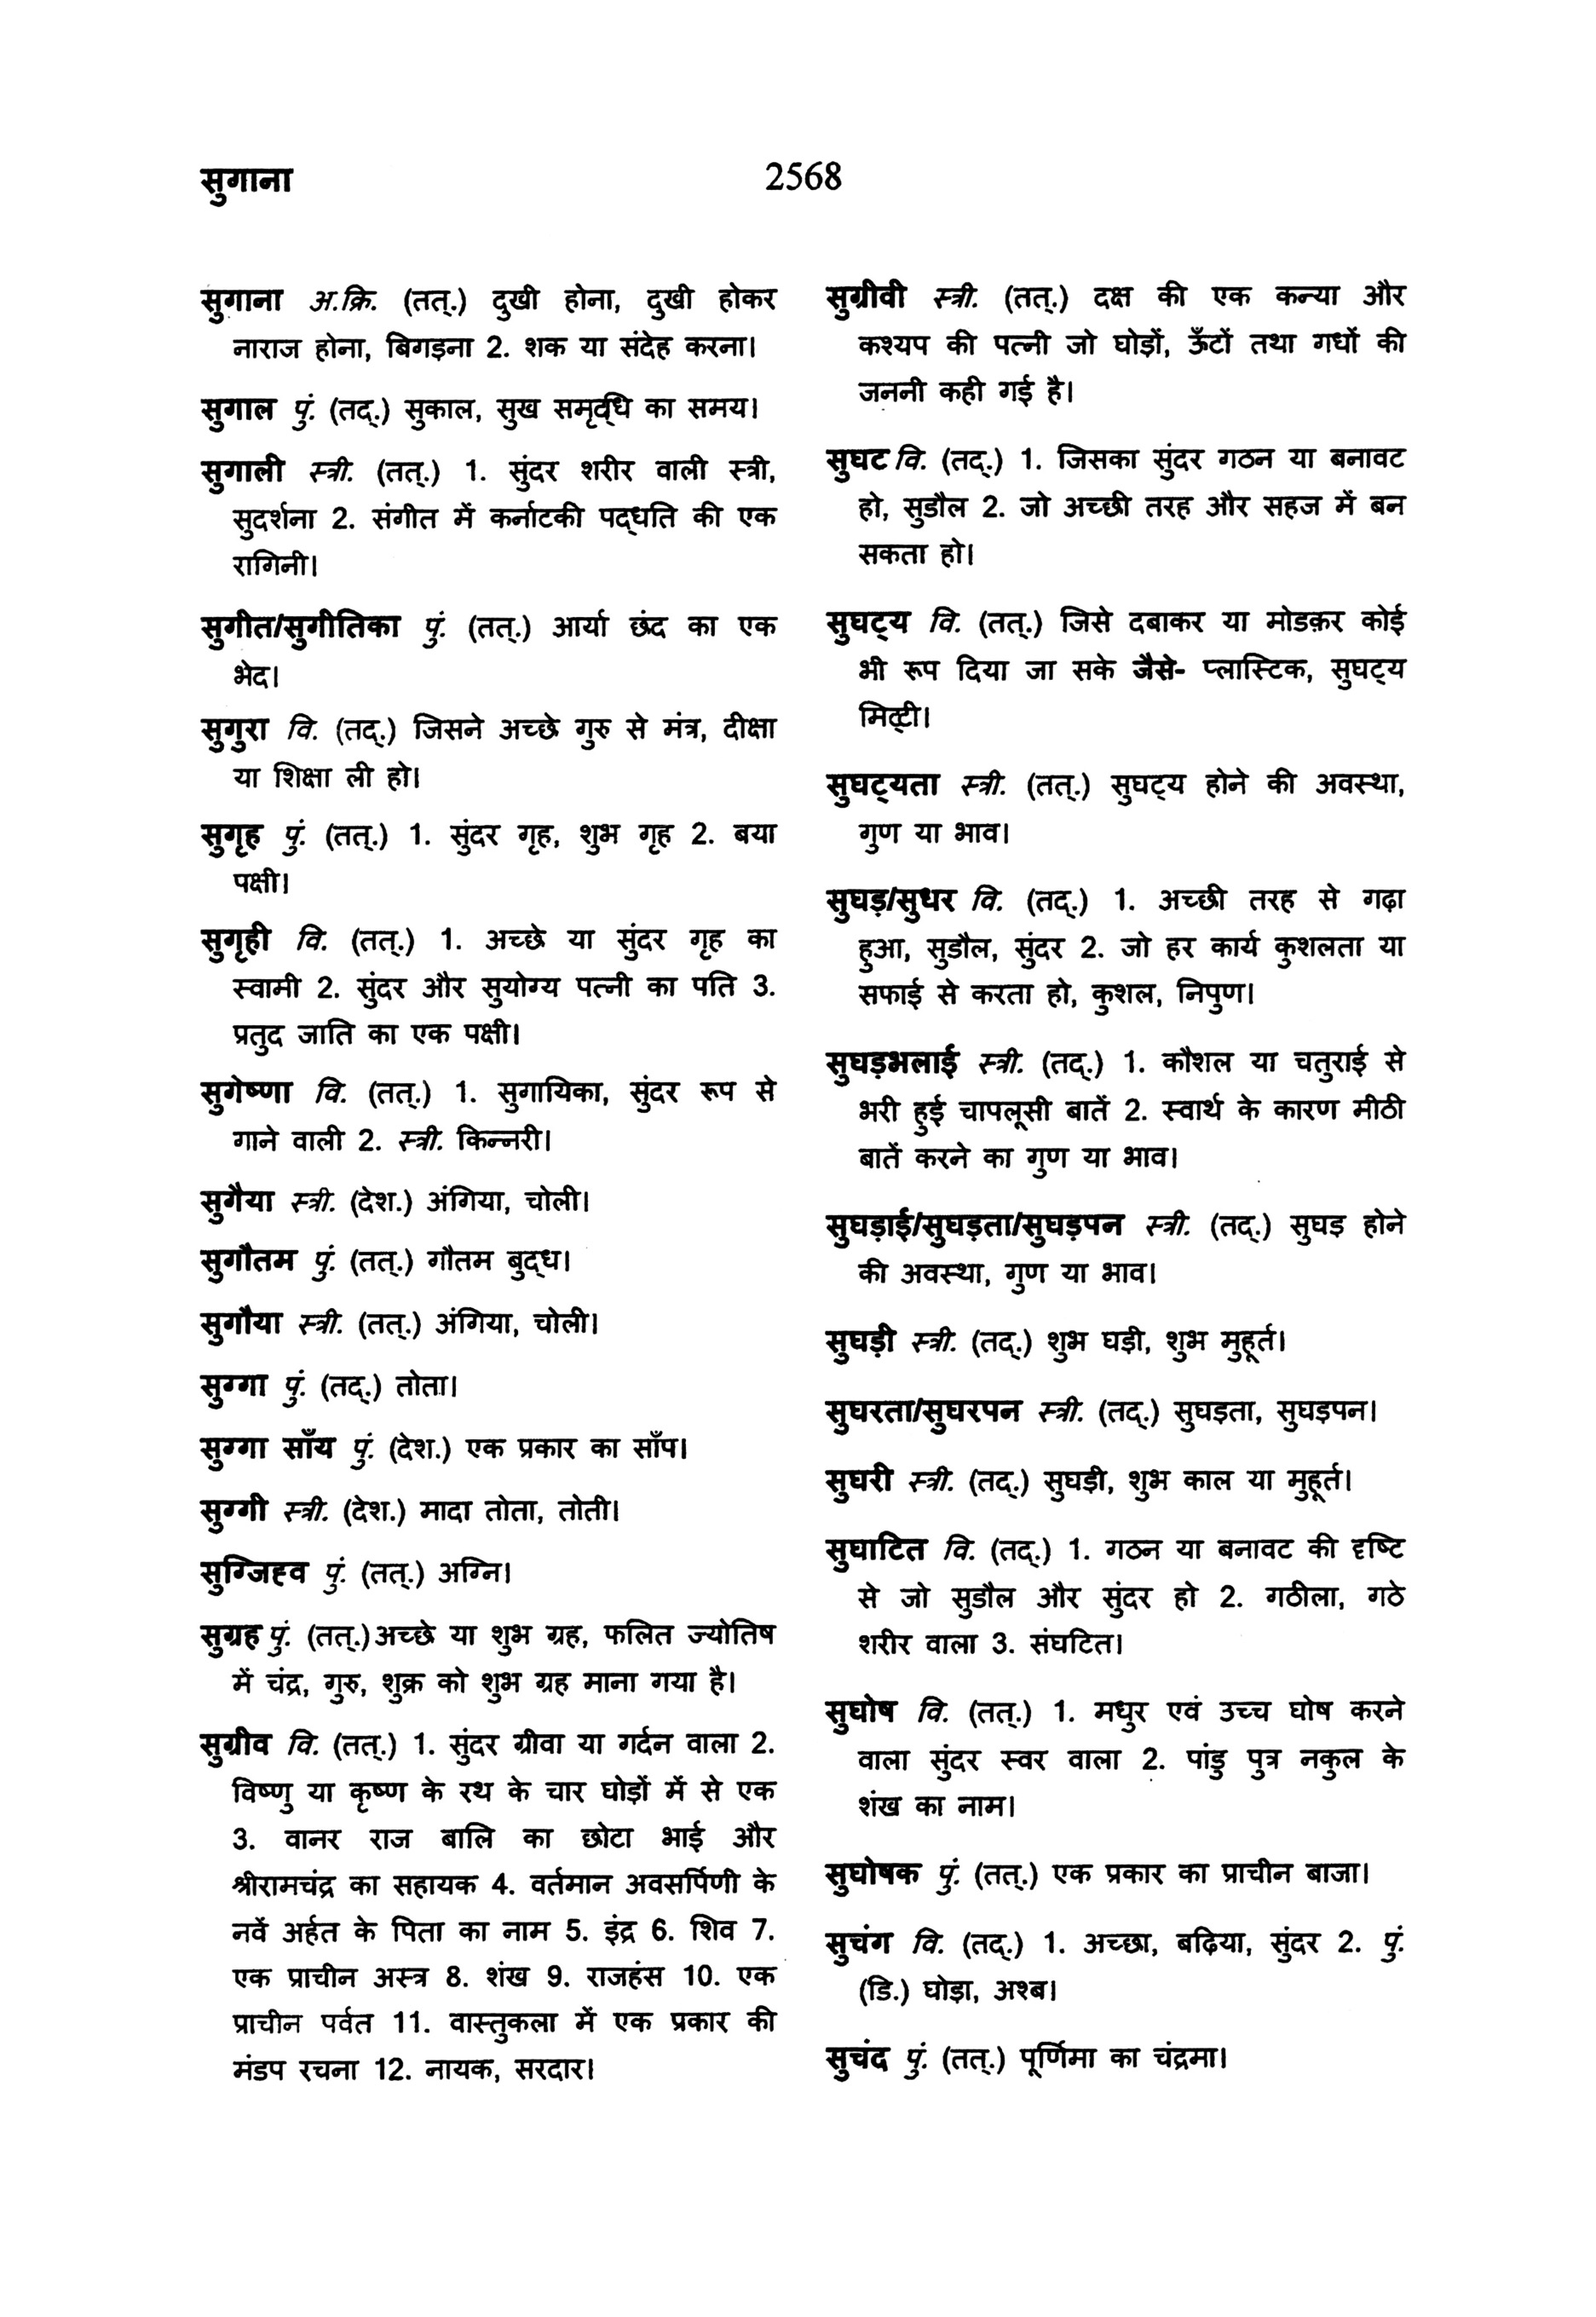 सुगाना
2568
सुगाना अ.क्रि. (तत्.) दुखी होना, दुखी होकर
नाराज होना, बिगड़ना 2. शक या संदेह करना।
सुगाल पुं. (तद्.) सुकाल, सुख समृद्धि का समय।
सुगाली स्त्री. (तत्.) 1. सुंदर शरीर वाली स्त्री,
सुदर्शना 2. संगीत में कर्नाटकी पद्धति की एक
रागिनी।
सुगीत/सुगीतिका पुं. (तत्.) आर्या छंद का एक
भेद।
सुगुरा वि. (तद्.) जिसने अच्छे गुरु से मंत्र, दीक्षा
या शिक्षा ली हो।
सुगृह पुं. (तत्.) 1. सुंदर गृह, शुभ गृह 2. बया
पक्षी।
सुगृही वि. (तत्.) 1. अच्छे या सुंदर गृह का
स्वामी 2. सुंदर और सुयोग्य पत्नी का पति 3.
प्रतुद जाति का एक पक्षी।
सुगेष्णा वि. (तत्.) 1. सुगायिका, सुंदर रूप से
गाने वाली 2. स्त्री. किन्नरी।
सुगैया स्त्री. (देश.) अंगिया, चोली।
सुगौतम पुं. (तत्.) गौतम बुद्ध।
सुगौया स्त्री. (तत्.) अंगिया, चोली।
सुग्गा पुं. (तद्.) तोता।
सुग्गा साँय पुं. (देश.) एक प्रकार का साँप।
सुग्गी स्त्री. (देश.) मादा तोता, तोती।
सुग्जिह्व पुं. (तत्.) अग्नि।
सुग्रह पुं. (तत्.)अच्छे या शुभ ग्रह, फलित ज्योतिष
में चंद्र, गुरु, शुक्र को शुभ ग्रह माना गया है।
सुग्रीव वि. (तत्.) 1. सुंदर ग्रीवा या गर्दन वाला 2.
विष्णु या कृष्ण के रथ के चार घोड़ों में से एक
3. वानर राज बालि का छोटा भाई और
श्रीरामचंद्र का सहायक 4. वर्तमान अवसर्पिणी के
नवें अर्हत के पिता का नाम 5. इंद्र 6. शिव 7.
एक प्राचीन अस्त्र 8. शंख 9. राजहंस 10. एक
प्राचीन पर्वत 11. वास्तुकला में एक प्रकार की
मंडप रचना 12. नायक, सरदार।
सुग्रीवी स्त्री. (तत्.) दक्ष की एक कन्या और
कश्यप की पत्नी जो घोड़ों, ऊँटों तथा गधों की
जननी कही गई है।
सुघट वि. (तद्.) 1. जिसका सुंदर गठन या बनावट
हो, सुडौल 2. जो अच्छी तरह और सहज में बन
सकता हो।
सुघट्य वि. (तत्.) जिसे दबाकर या मोडक़र कोई
भी रूप दिया जा सके जैसे- प्लास्टिक, सुघट्य
मिट्टी।
सुघट्यता स्त्री. (तत्.) सुघट्य होने की अवस्था,
गुण या भाव।
सुघड़/सुधर वि. (तद्.) 1. अच्छी तरह से गढ़ा
हुआ, सुडौल, सुंदर 2. जो हर कार्य कुशलता या
सफाई से करता हो, कुशल, निपुण।
सुघड़भलाई स्त्री. (तद्.) 1. कौशल या चतुराई से
भरी हुई चापलूसी बातें 2. स्वार्थ के कारण मीठी
बातें करने का गुण या भाव।
सुघड़ाई/सुघड़ता/सुघड़पन स्त्री. (तद्.) सुघड़ होने
की अवस्था, गुण या भाव।
सुघड़ी स्त्री. (तद्.) शुभ घड़ी, शुभ मुहूर्त।
सुघरता/सुघरपन स्त्री. (तद्.) सुघड़ता, सुघड़पन।
सुघरी स्त्री. (तद्.) सुघड़ी, शुभ काल या मुहूर्त।
सुघाटित वि. (तद्.) 1. गठन या बनावट की दृष्टि
से जो सुडौल और सुंदर हो 2. गठीला, गठे
शरीर वाला 3. संघटित।
सुघोष वि. (तत्.) 1. मधुर एवं उच्च घोष करने
वाला सुंदर स्वर वाला 2. पांडु पुत्र नकुल के
शंख का नाम।
सुघोषक पुं. (तत्.) एक प्रकार का प्राचीन बाजा।
सुचंग वि. (तद्.) 1. अच्छा, बढ़िया, सुंदर 2. पुं.
(डि.) घोड़ा, अश्ब।
सुचंद पुं. (तत्.) पूर्णिमा का चंद्रमा।